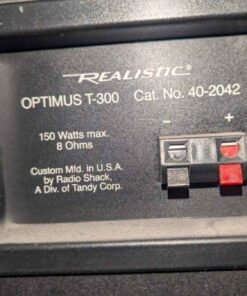 REALISTIC®
OPTIMUS T-300 Cat. No. 40-2042
150 Watts max.
8 Ohms
- +
Custom Mfd. in U.S.A.
by Radio Shack,
A Div. of Tandy Corp.